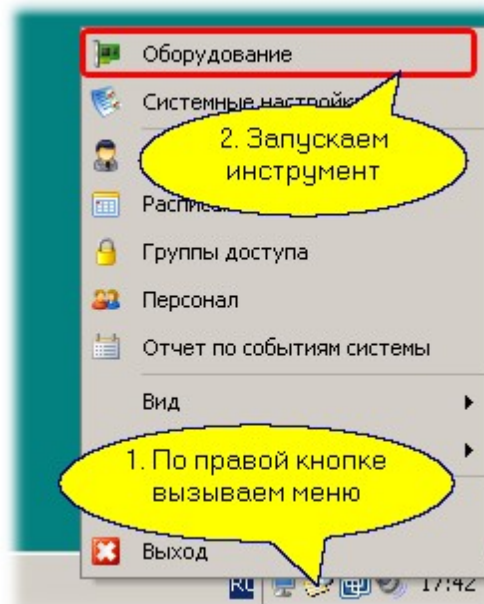 Оборудование
Системные настройк
2. Запускаем
инструмент
Группы доступа
Персонал
Отчет по событиям системы
Вид
1. По правой кнопке
вызываем меню
Выход
17:42